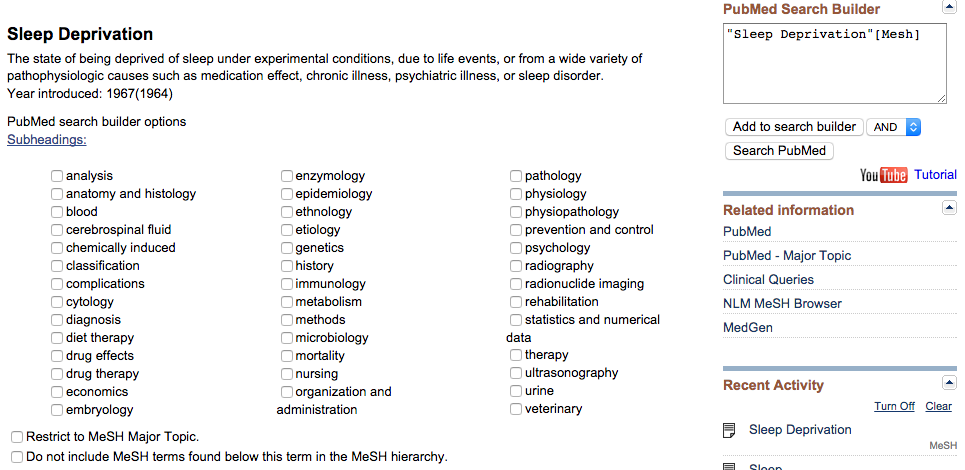 Sleep Deprivation
The state of being deprived of sleep under experimental conditions, due to life events, or from a wide variety of
pathophysiologic causes such as medication effect, chronic illness, psychiatric illness, or sleep disorder.
Year introduced: 1967(1964)
PubMed search builder options
Subheadings:
analysis
anatomy and histology
blood
cerebrospinal fluid
chemically induced
classification
complications
cytology
diagnosis
diet therapy
drug effects
drug therapy
economics
embryology
enzymology
epidemiology
ethnology
etiology
genetics
history
immunology
metabolism
methods
microbiology
mortality
nursing
organization and
administration
pathology
physiology
physiopathology
prevention and control
psychology
radiography
radionuclide imaging
rehabilitation
statistics and numerical
data
therapy
ultrasonography
urine
veterinary
Restrict to MeSH Major Topic.
Do not include MeSH terms found below this term in the MeSH hierarchy.
PubMed Search Builder
"Sleep Deprivation"[Mesh]
Add to search builder AND
Search PubMed
YouTube Tutorial
Related information
PubMed
PubMed - Major Topic
Clinical Queries
NLM MeSH Browser
MedGen
Recent Activity
Turn Off Clear
Sleep Deprivation
MeSH
Sleep